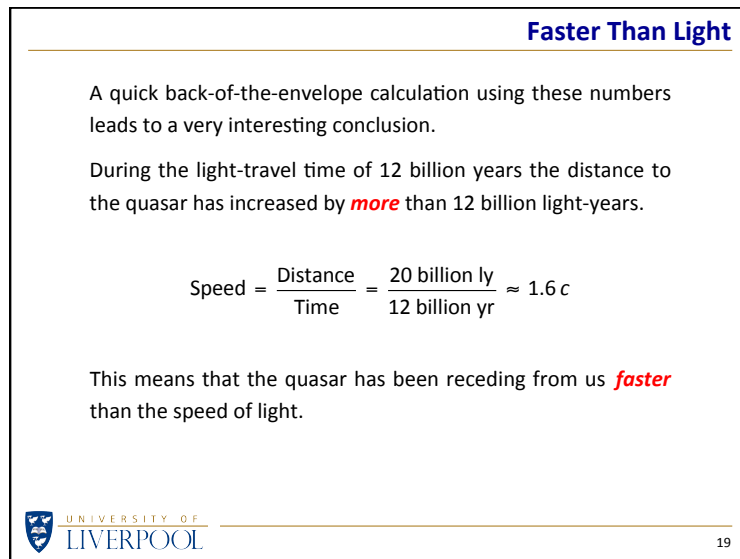 Faster Than Light
A quick back-of-the-envelope calculation using these numbers
leads to a very interesting conclusion.
During the light-travel time of 12 billion years the distance to
the quasar has increased by more than 12 billion light-years.
Speed = Distance / Time = 20 billion ly / 12 billion yr ≈ 1.6 c
This means that the quasar has been receding from us faster
than the speed of light.
UNIVERSITY OF
LIVERPOOL
19